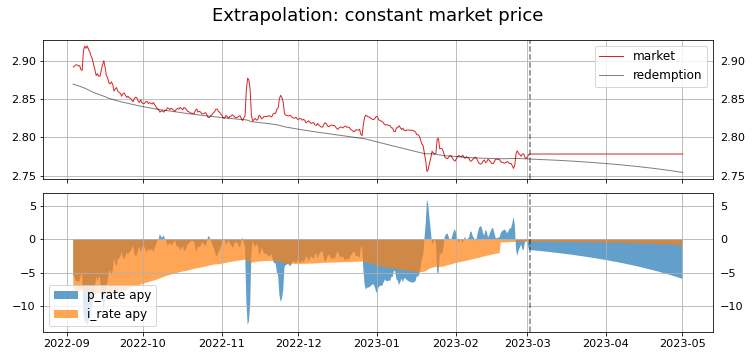 Extrapolation: constant market price
2.90 2.90
2.85 2.85
2.80 2.80
2.75 2.75
market
redemption
5 5
0 0
−5 −5
−10 −10
p_rate apy
i_rate apy
2022-09 2022-10 2022-11 2022-12 2023-01 2023-02 2023-03 2023-04 2023-05